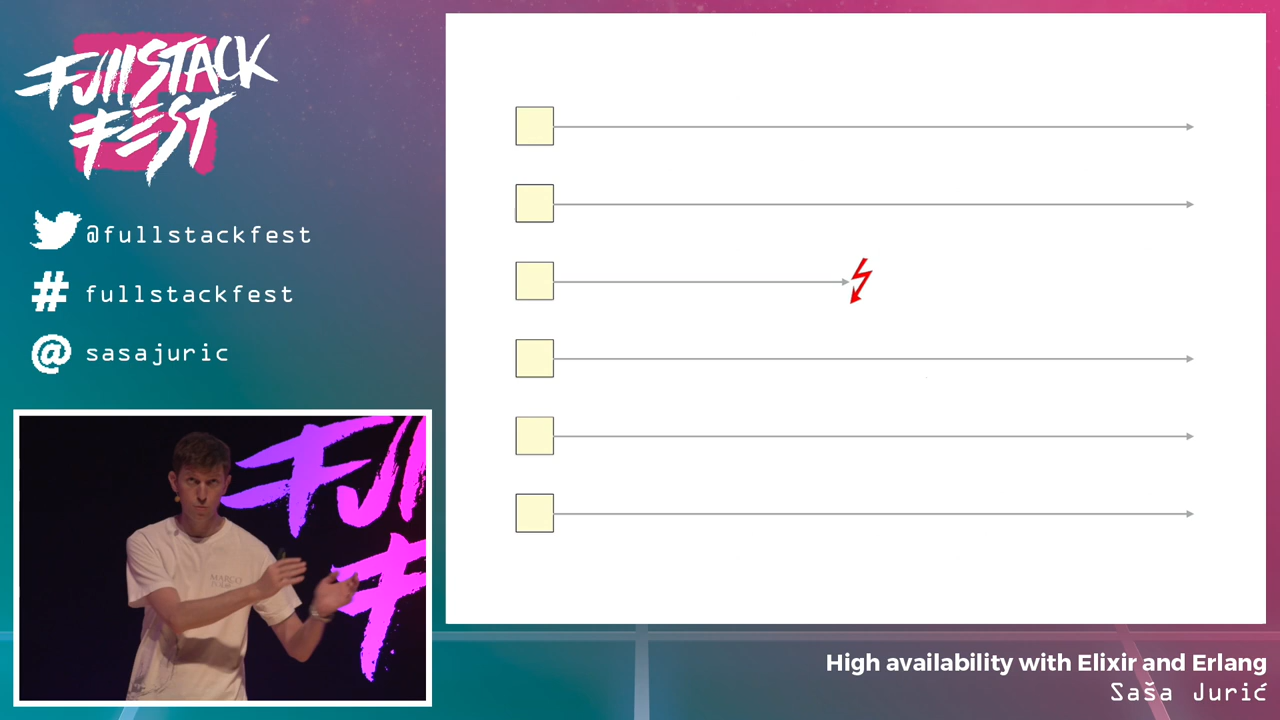 FullSTACK
FEST
@fullstackfest
# fullstackfest
@ sasajuric
High availability with Elixir and Erlang
Saša Jurić